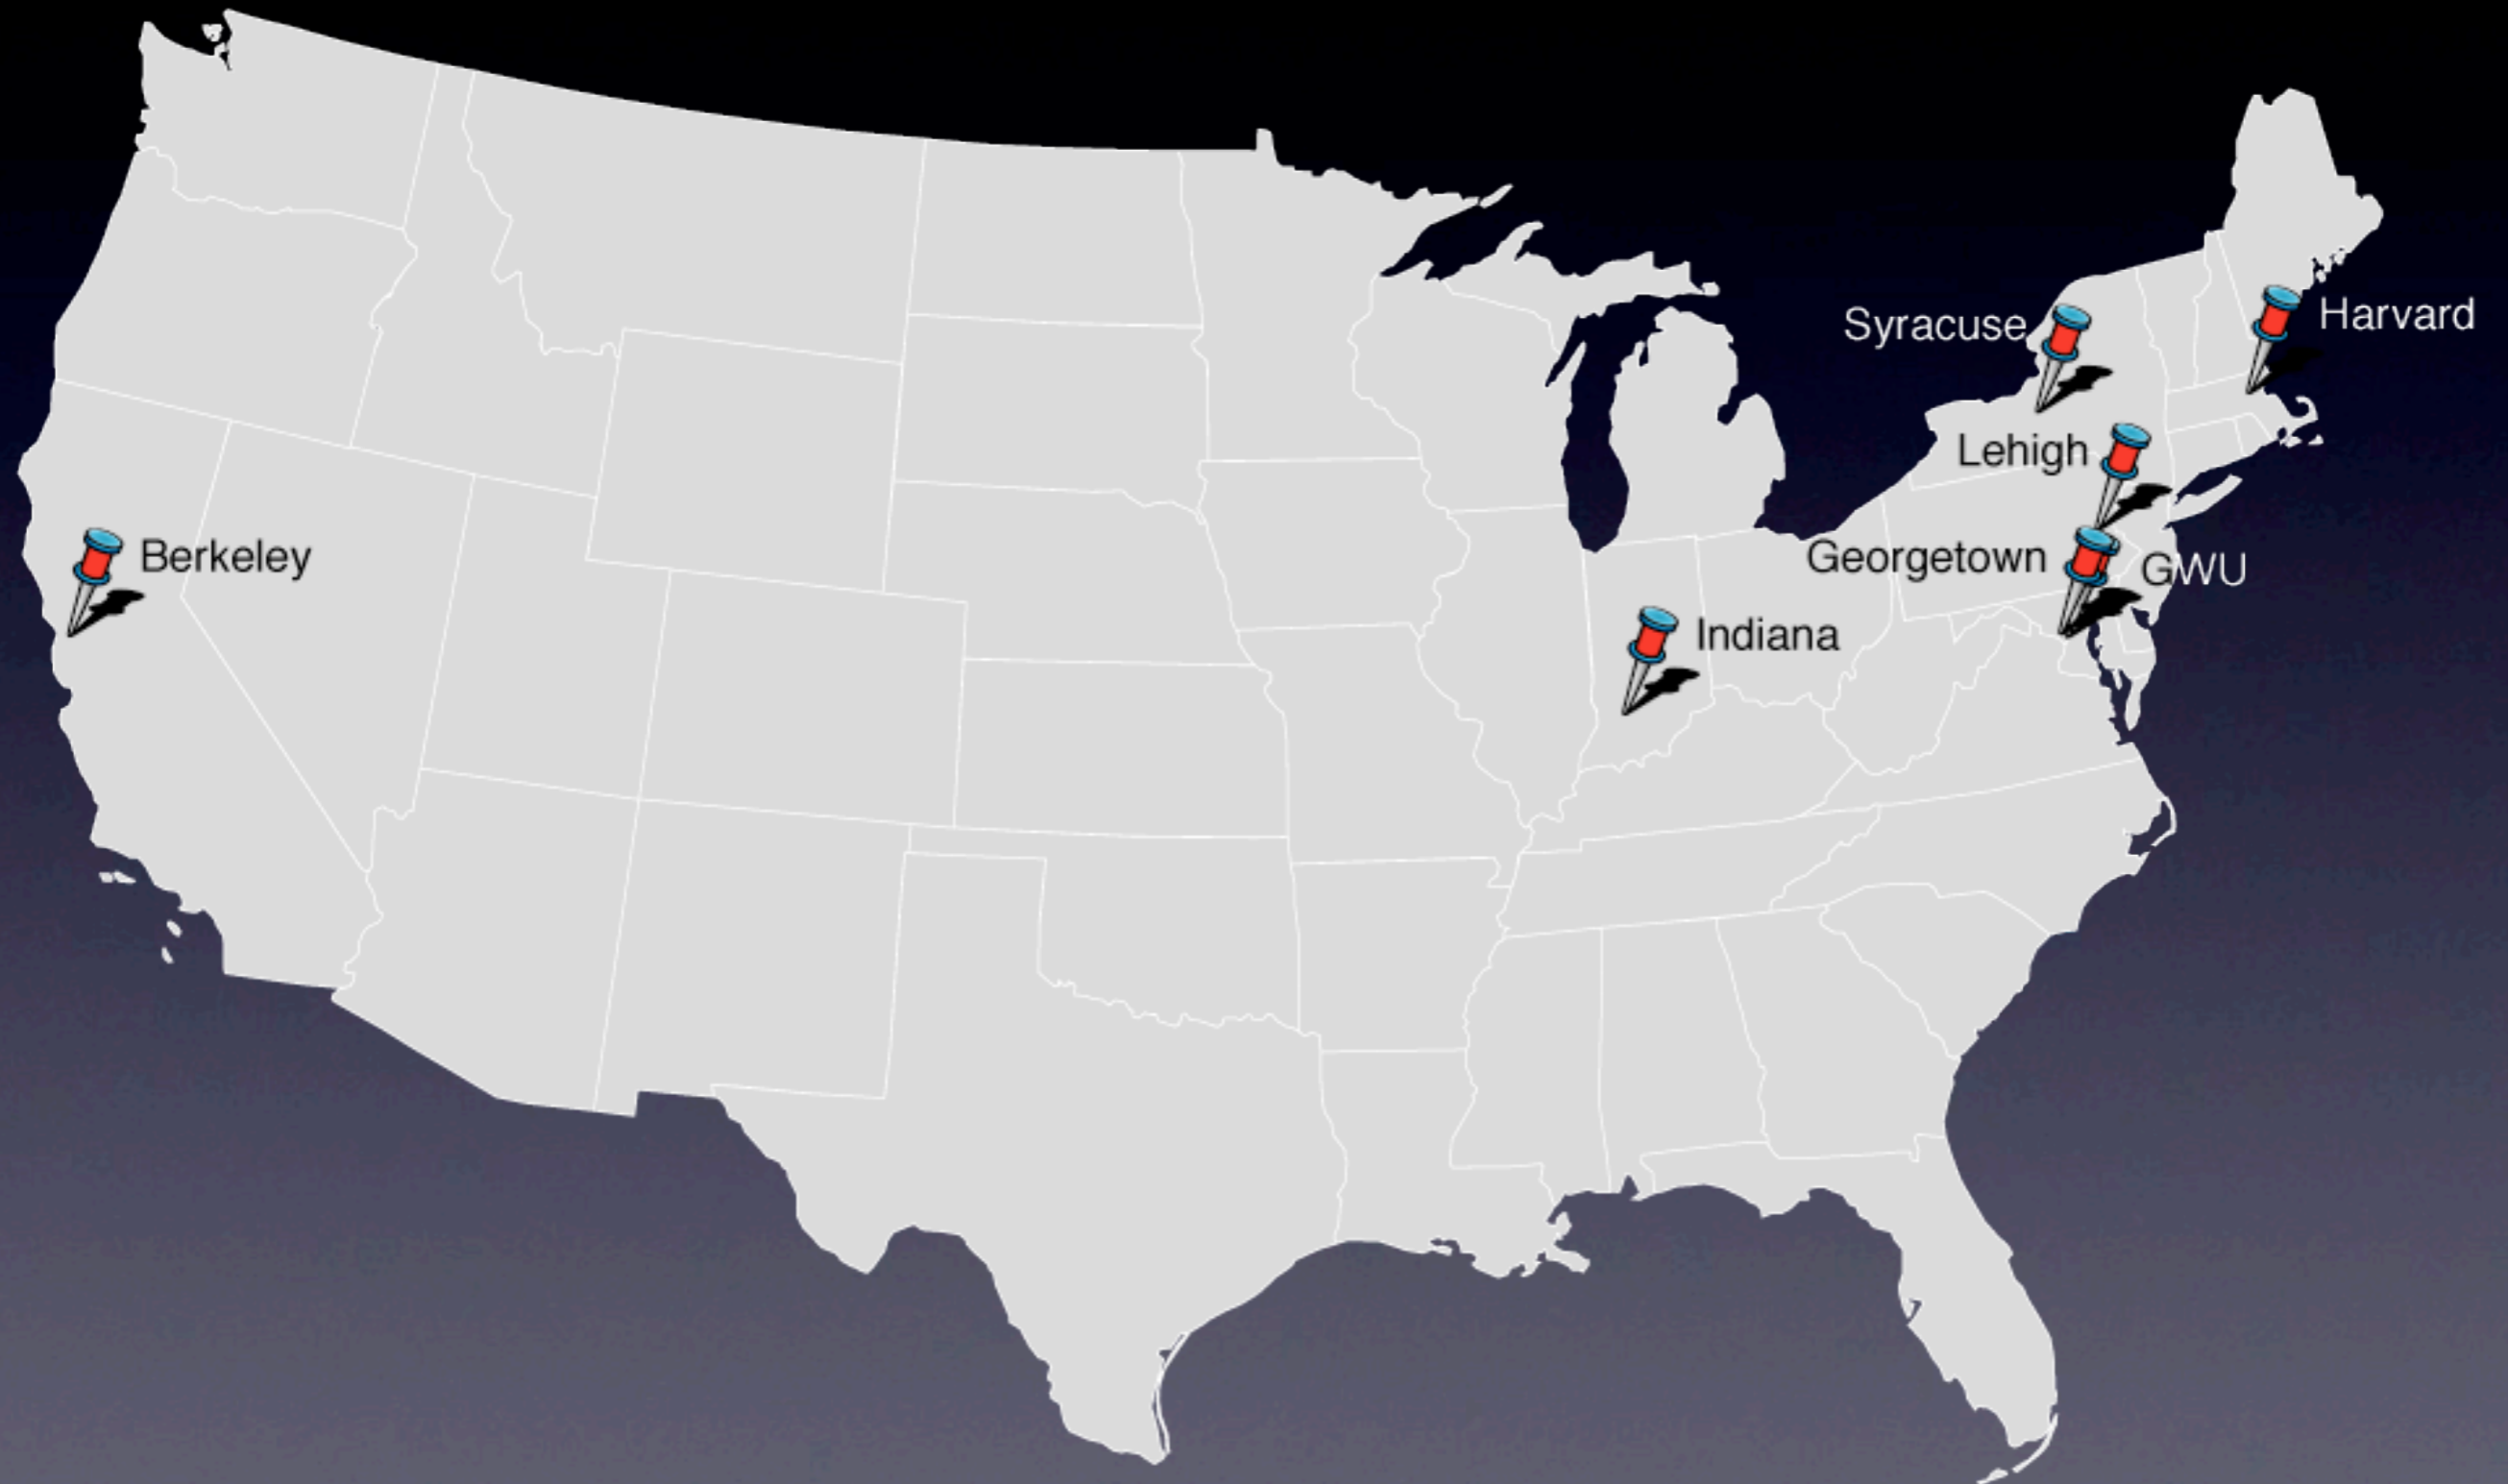 Syracuse
Harvard
Lehigh
Berkeley
Georgetown
GWU
Indiana